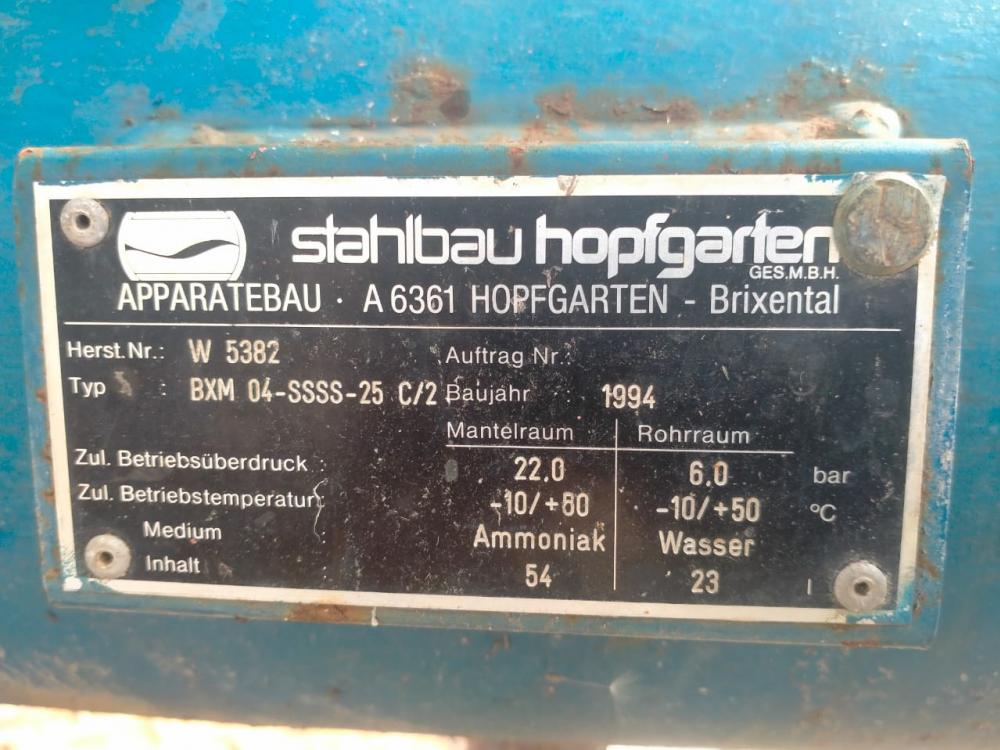 stahlbau hopfgarten
GES.M.B.H.
APPARATEBAU · A 6361 HOPFGARTEN - Brixental
Herst.Nr.: W 5382 Auftrag Nr.:
Typ : BXM 04-SSSS-25 C/2 Baujahr 1994
Mantelraum Rohrraum
Zul. Betriebsüberdruck : 22.0 6.0 bar
Zul. Betriebstemperatur: -10/+80 -10/+50 °C
Medium Ammoniak Wasser
Inhalt 54 23 l